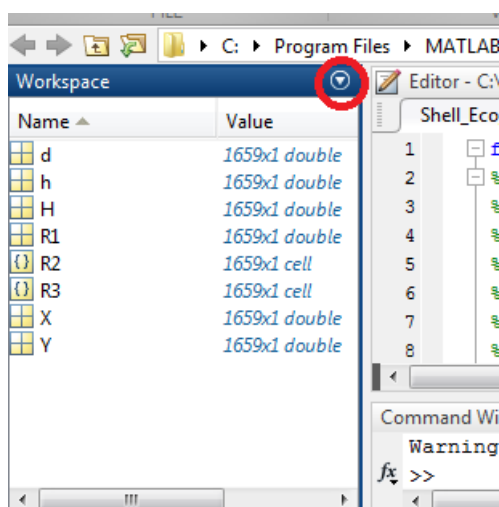 C: ▸ Program Files ▸ MATLAB
Workspace
Name Value
d 1659x1 double
h 1659x1 double
H 1659x1 double
R1 1659x1 double
R2 1659x1 cell
R3 1659x1 cell
X 1659x1 double
Y 1659x1 double
Editor - C:\
Shell_Eco
1 f
2 %
3 %
4 %
5 %
6 %
7 %
8 %
Command Wi
Warning
fx >>